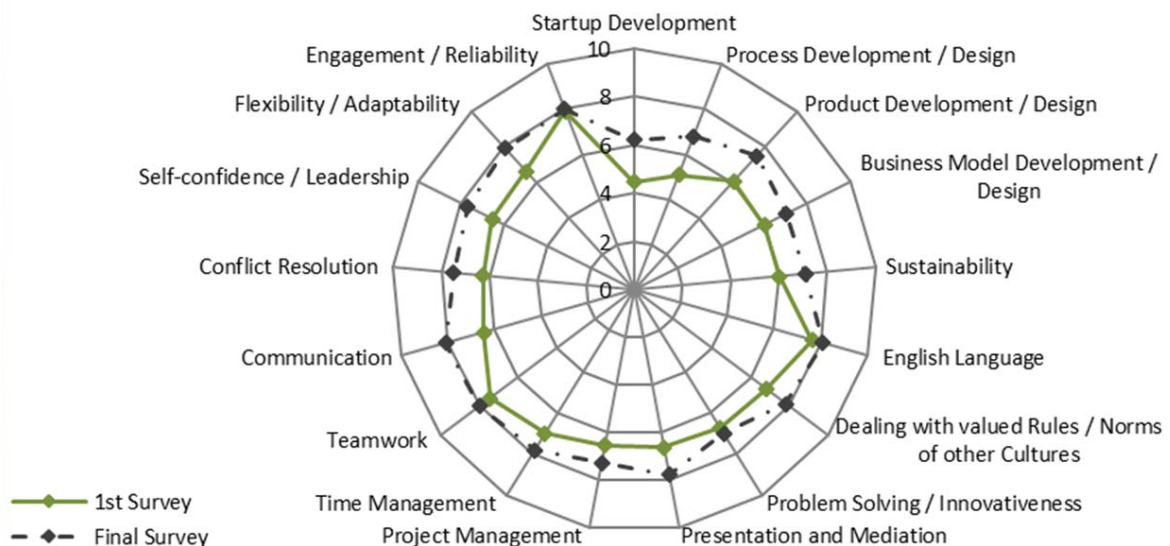 Startup Development
Process Development / Design
Product Development / Design
Business Model Development /
Design
Sustainability
English Language
Dealing with valued Rules / Norms
of other Cultures
Problem Solving / Innovativeness
Presentation and Mediation
Project Management
Time Management
Teamwork
Communication
Conflict Resolution
Self-confidence / Leadership
Flexibility / Adaptability
Engagement / Reliability
10
8
6
4
2
0
1st Survey
Final Survey